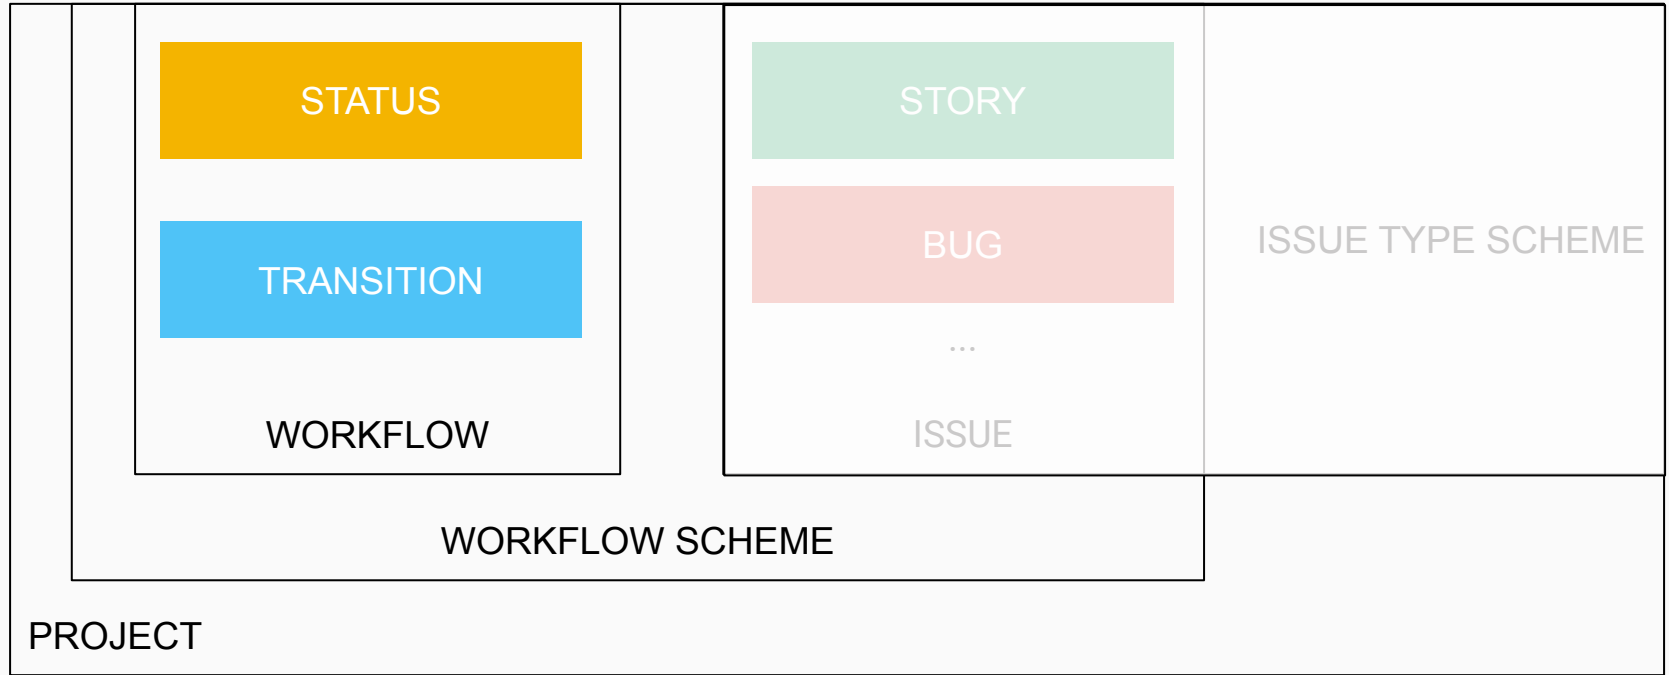 STATUS
TRANSITION
WORKFLOW
STORY
BUG
...
ISSUE
ISSUE TYPE SCHEME
WORKFLOW SCHEME
PROJECT